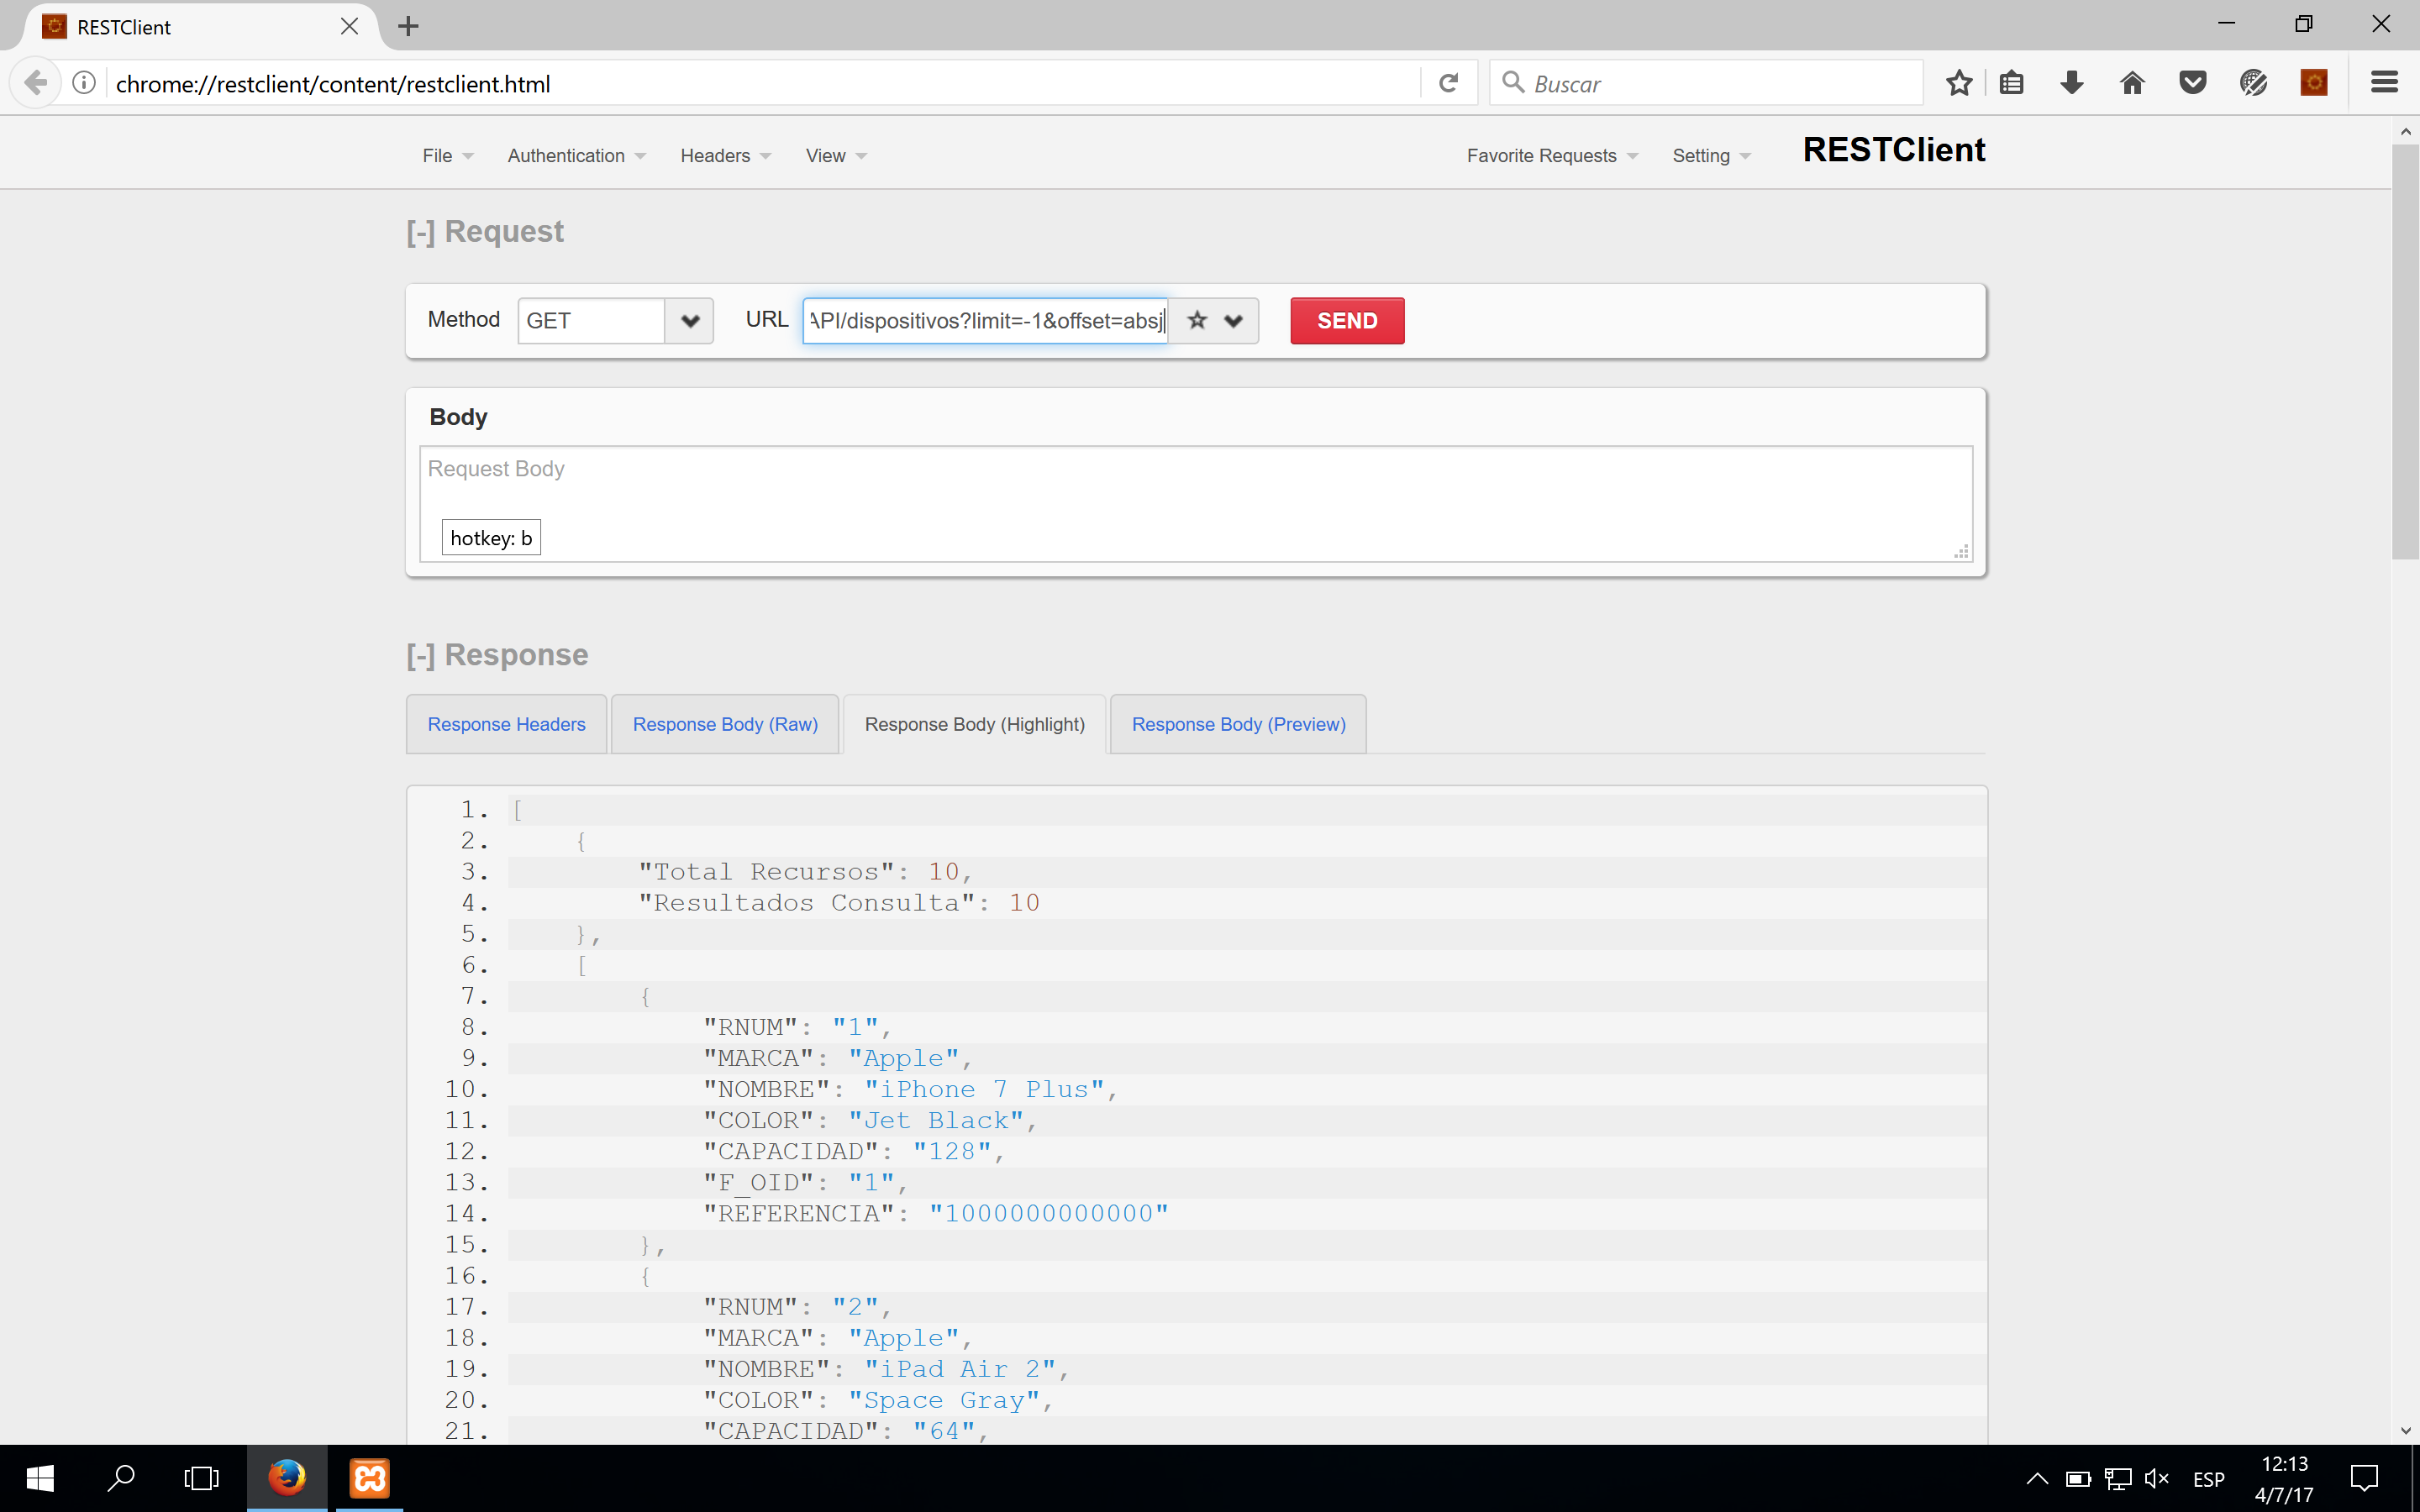 RESTClient
chrome://restclient/content/restclient.html
Buscar
File Authentication Headers View Favorite Requests Setting RESTClient
[-] Request
Method GET URL API/dispositivos?limit=-1&offset=absj SEND
Body
Request Body
hotkey: b
[-] Response
Response Headers Response Body (Raw) Response Body (Highlight) Response Body (Preview)
1. [
2. {
3. "Total Recursos": 10,
4. "Resultados Consulta": 10
5. },
6. [
7. {
8. "RNUM": "1",
9. "MARCA": "Apple",
10. "NOMBRE": "iPhone 7 Plus",
11. "COLOR": "Jet Black",
12. "CAPACIDAD": "128",
13. "F_OID": "1",
14. "REFERENCIA": "1000000000000"
15. },
16. {
17. "RNUM": "2",
18. "MARCA": "Apple",
19. "NOMBRE": "iPad Air 2",
20. "COLOR": "Space Gray",
21. "CAPACIDAD": "64",
ESP
12:13
4/7/17